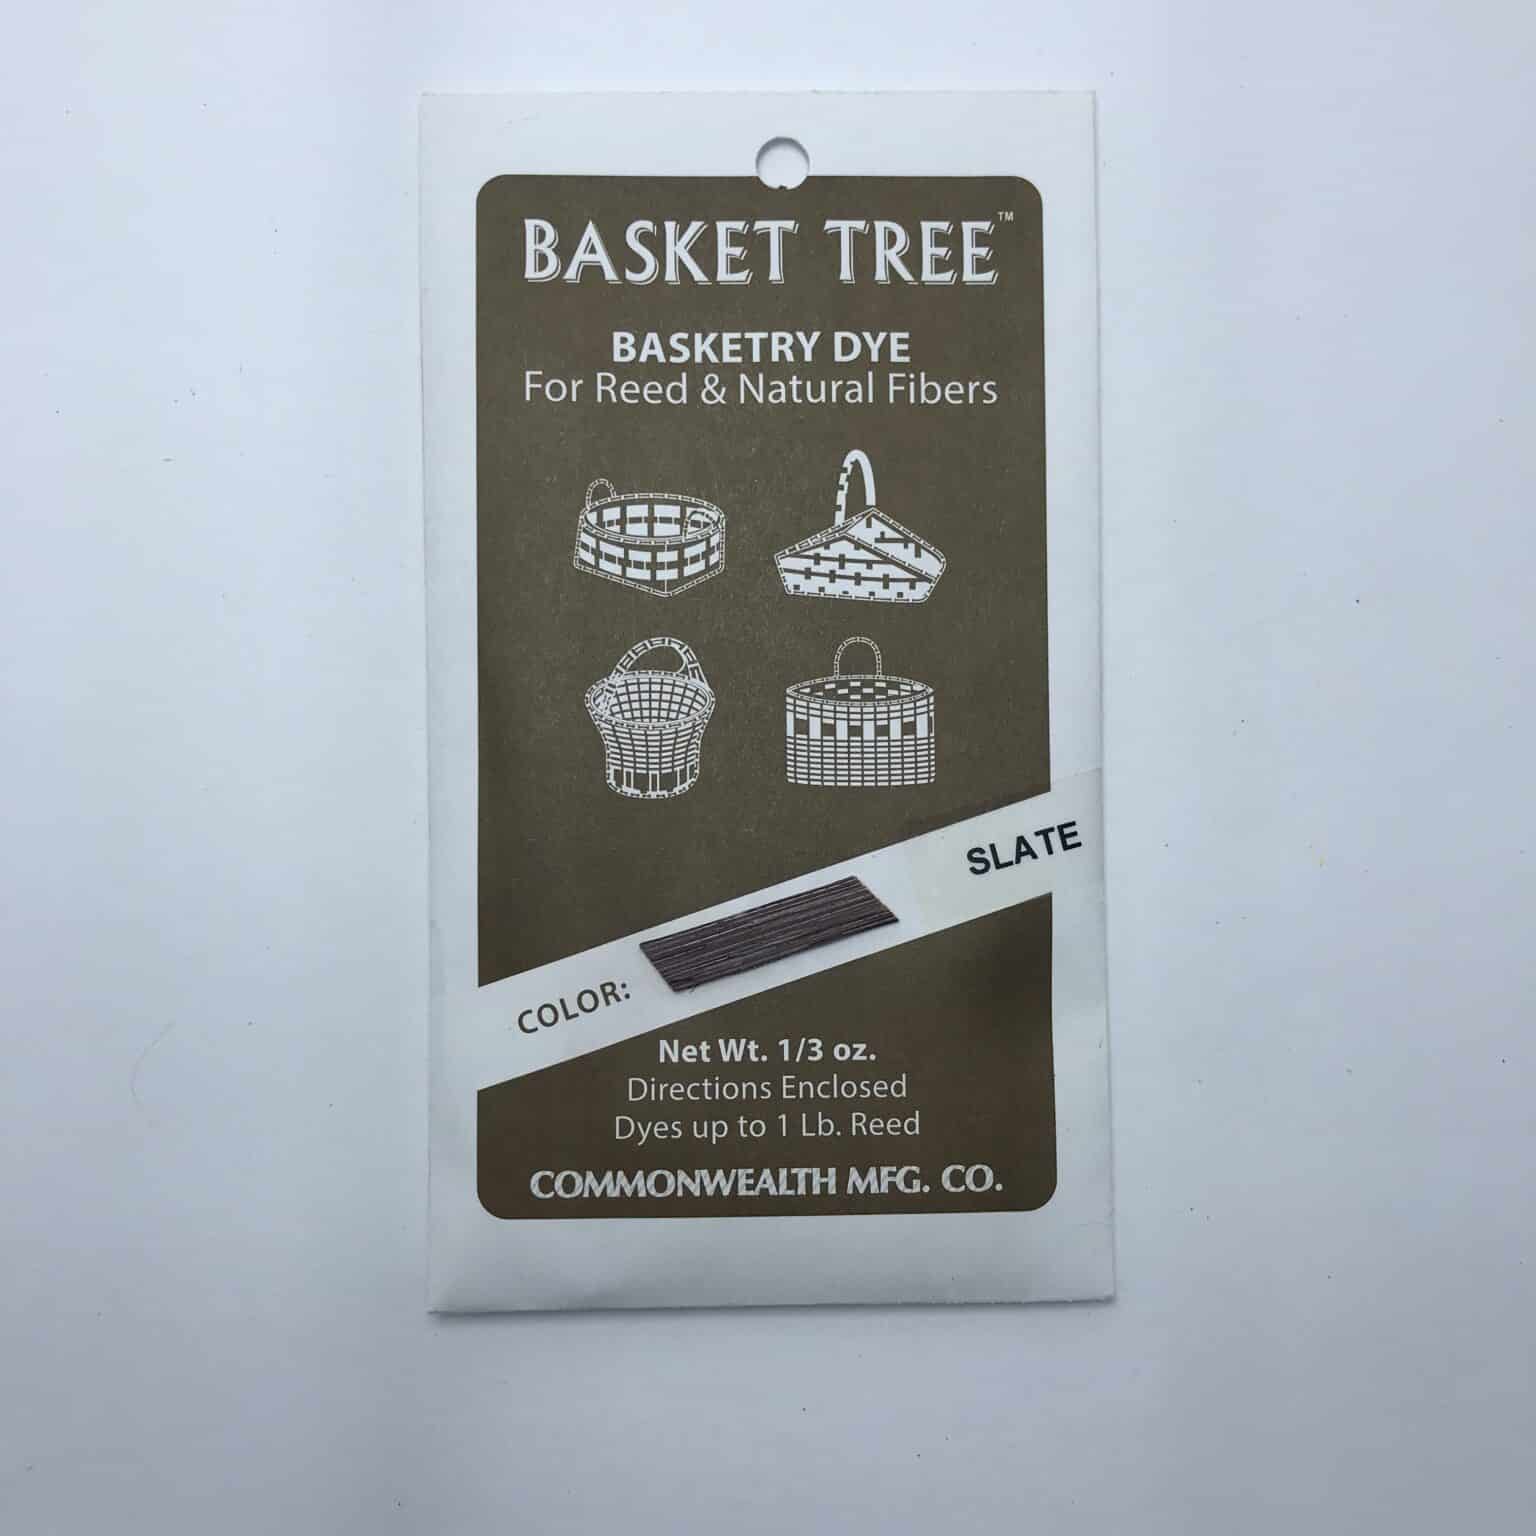 BASKET TREE™
BASKETRY DYE
For Reed & Natural Fibers
SLATE
COLOR:
Net Wt. 1/3 oz.
Directions Enclosed
Dyes up to 1 Lb. Reed
COMMONWEALTH MFG. CO.